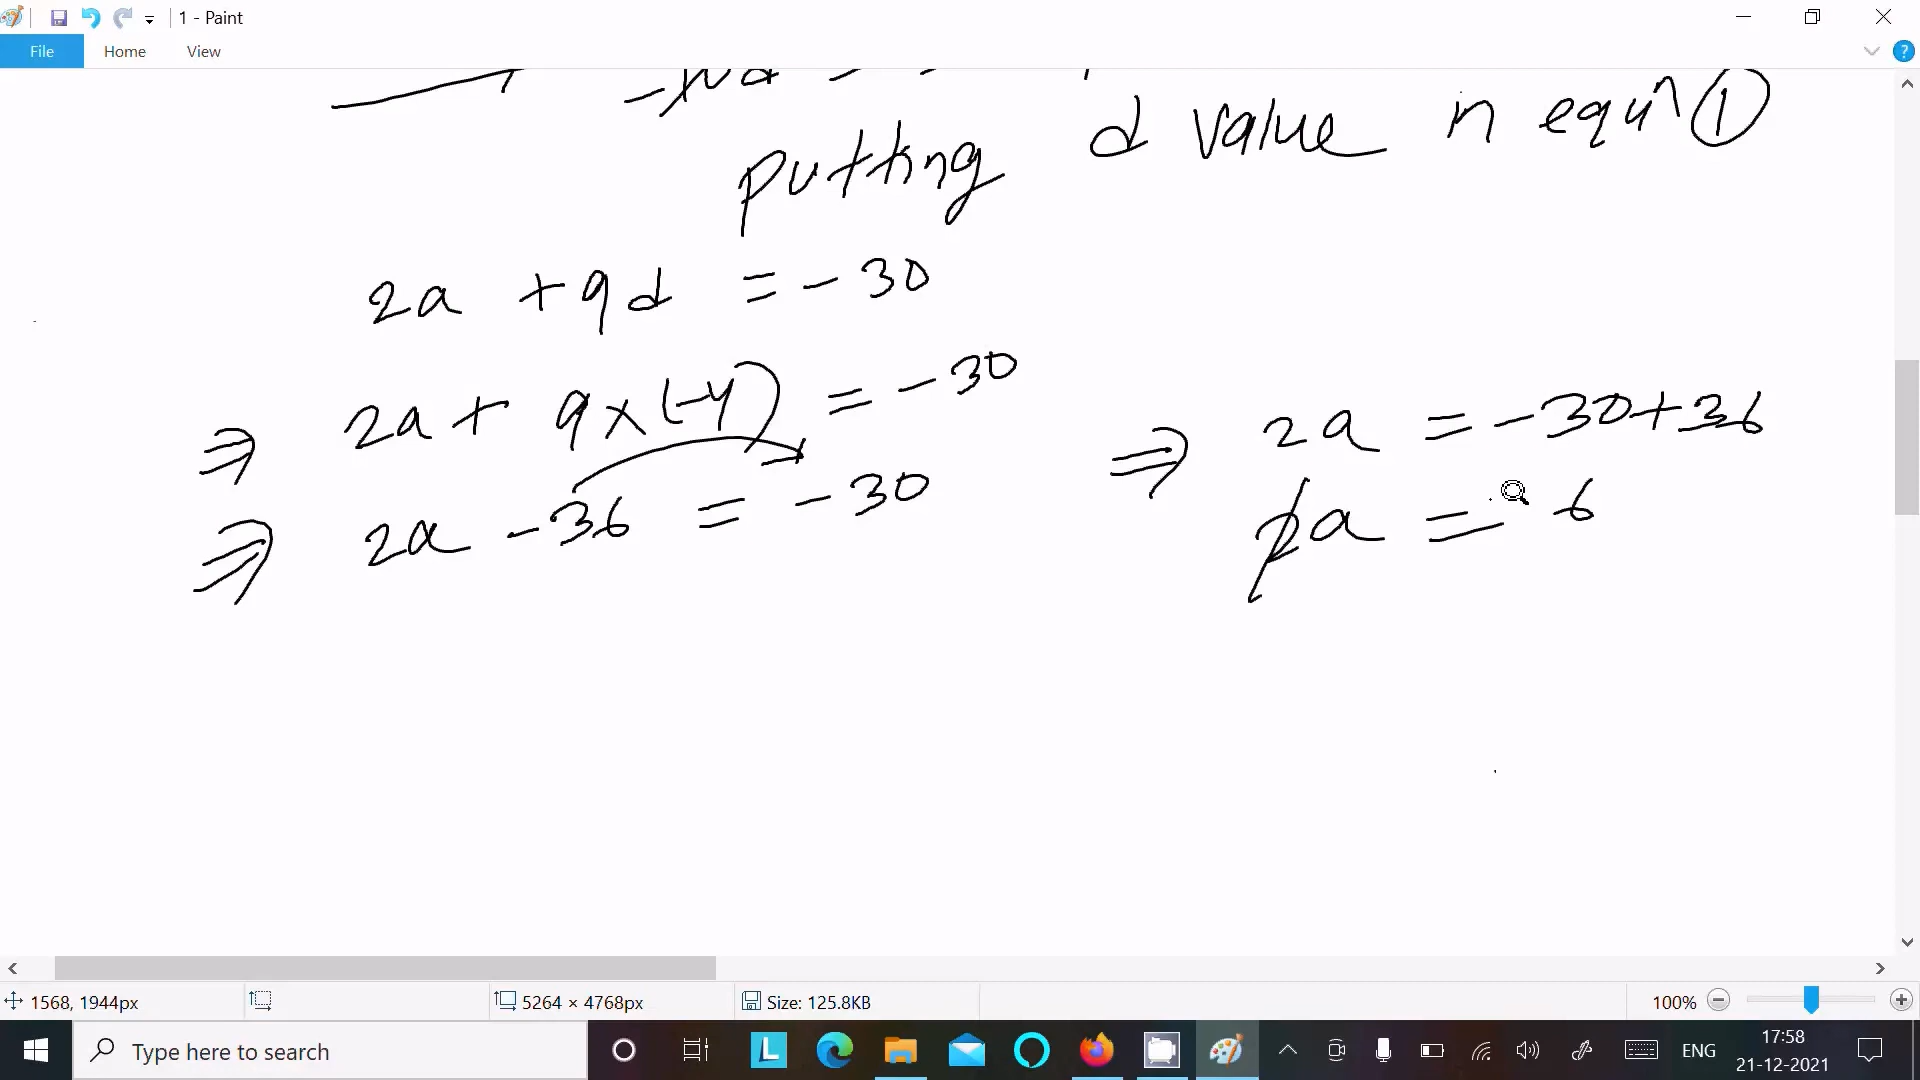 1 - Paint
File Home View
putting d value in equn ①
2a + 9d = - 30
⇒ 2a + 9 x (-4) = - 30
⇒ 2a - 36 = - 30
⇒ 2a = - 30 + 36
2a = 6
1568, 1944px 5264 × 4768px Size: 125.8KB 100%
Type here to search
L
ENG
17:58
21-12-2021